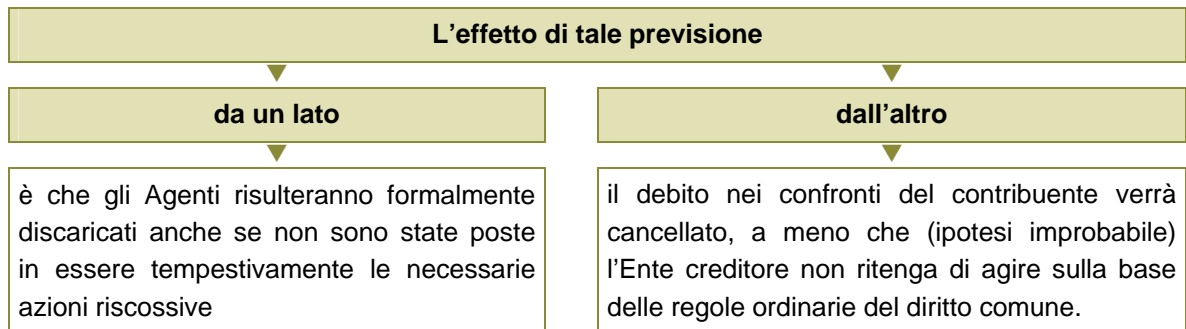 L'effetto di tale previsione
da un lato
è che gli Agenti risulteranno formalmente
discaricati anche se non sono state poste
in essere tempestivamente le necessarie
azioni riscossive
dall'altro
il debito nei confronti del contribuente verrà
cancellato, a meno che (ipotesi improbabile)
l'Ente creditore non ritenga di agire sulla base
delle regole ordinarie del diritto comune.